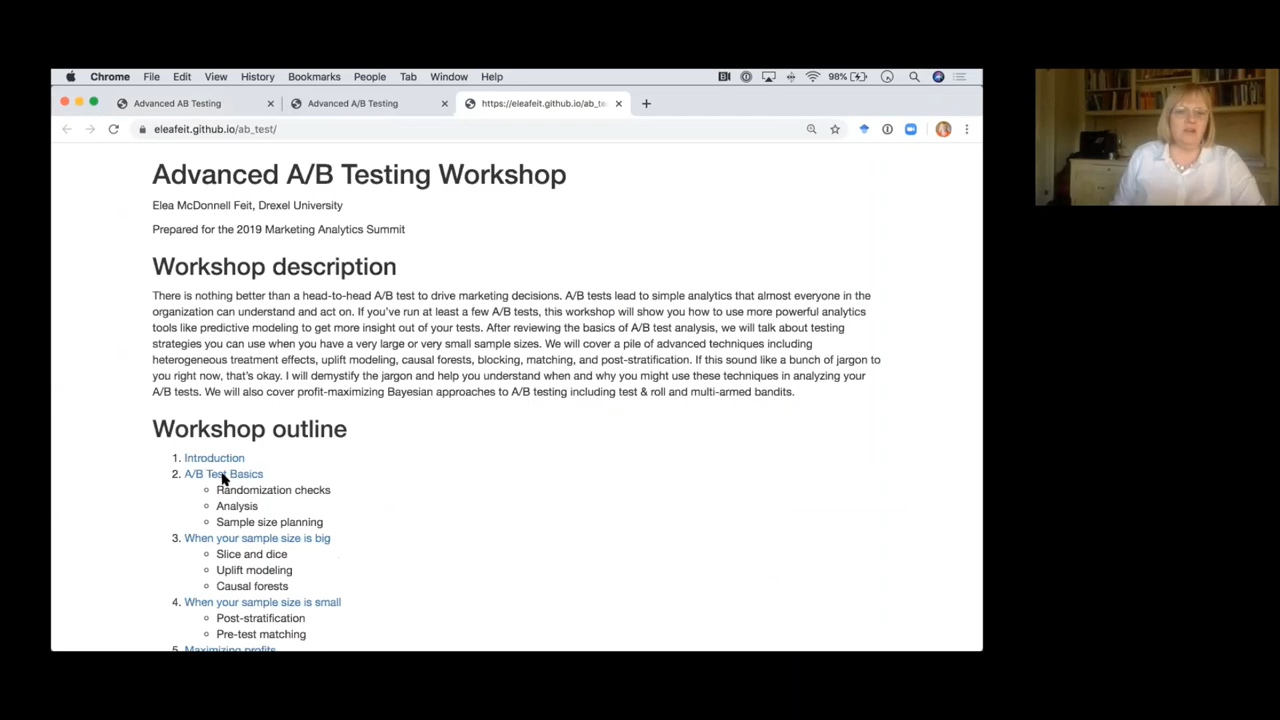 Chrome File Edit View History Bookmarks People Tab Window Help 98%
Advanced AB Testing
Advanced A/B Testing
https://eleafeit.github.io/ab_te
eleafeit.github.io/ab_test/
Advanced A/B Testing Workshop
Elea McDonnell Feit, Drexel University
Prepared for the 2019 Marketing Analytics Summit
Workshop description
There is nothing better than a head-to-head A/B test to drive marketing decisions. A/B tests lead to simple analytics that almost everyone in the
organization can understand and act on. If you've run at least a few A/B tests, this workshop will show you how to use more powerful analytics
tools like predictive modeling to get more insight out of your tests. After reviewing the basics of A/B test analysis, we will talk about testing
strategies you can use when you have a very large or very small sample sizes. We will cover a pile of advanced techniques including
heterogeneous treatment effects, uplift modeling, causal forests, blocking, matching, and post-stratification. If this sound like a bunch of jargon to
you right now, that's okay. I will demystify the jargon and help you understand when and why you might use these techniques in analyzing your
A/B tests. We will also cover profit-maximizing Bayesian approaches to A/B testing including test & roll and multi-armed bandits.
Workshop outline
1. Introduction
2. A/B Test Basics
Randomization checks
Analysis
Sample size planning
3. When your sample size is big
Slice and dice
Uplift modeling
Causal forests
4. When your sample size is small
Post-stratification
Pre-test matching
5. Maximizing profits